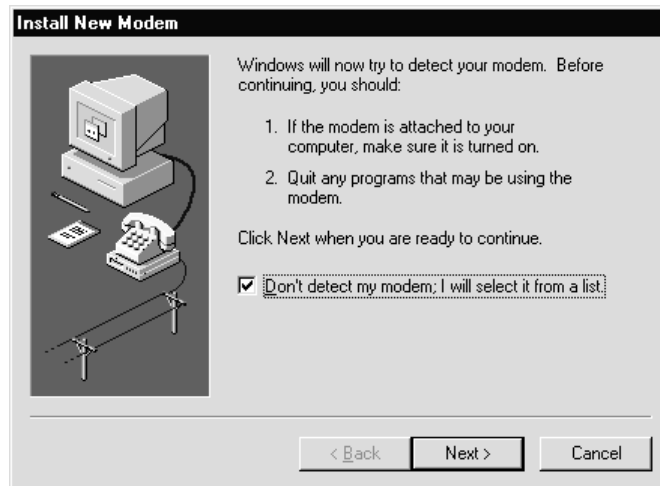 Install New Modem
Windows will now try to detect your modem. Before
continuing, you should:
1. If the modem is attached to your
computer, make sure it is turned on.
2. Quit any programs that may be using the
modem.
Click Next when you are ready to continue.
Don't detect my modem; I will select it from a list.
< Back Next > Cancel